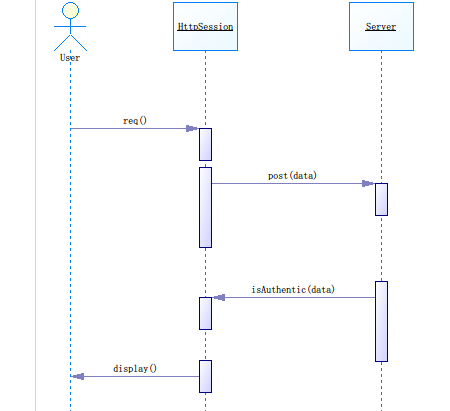 HttpSession
Server
User
req()
post(data)
isAuthentic(data)
display()